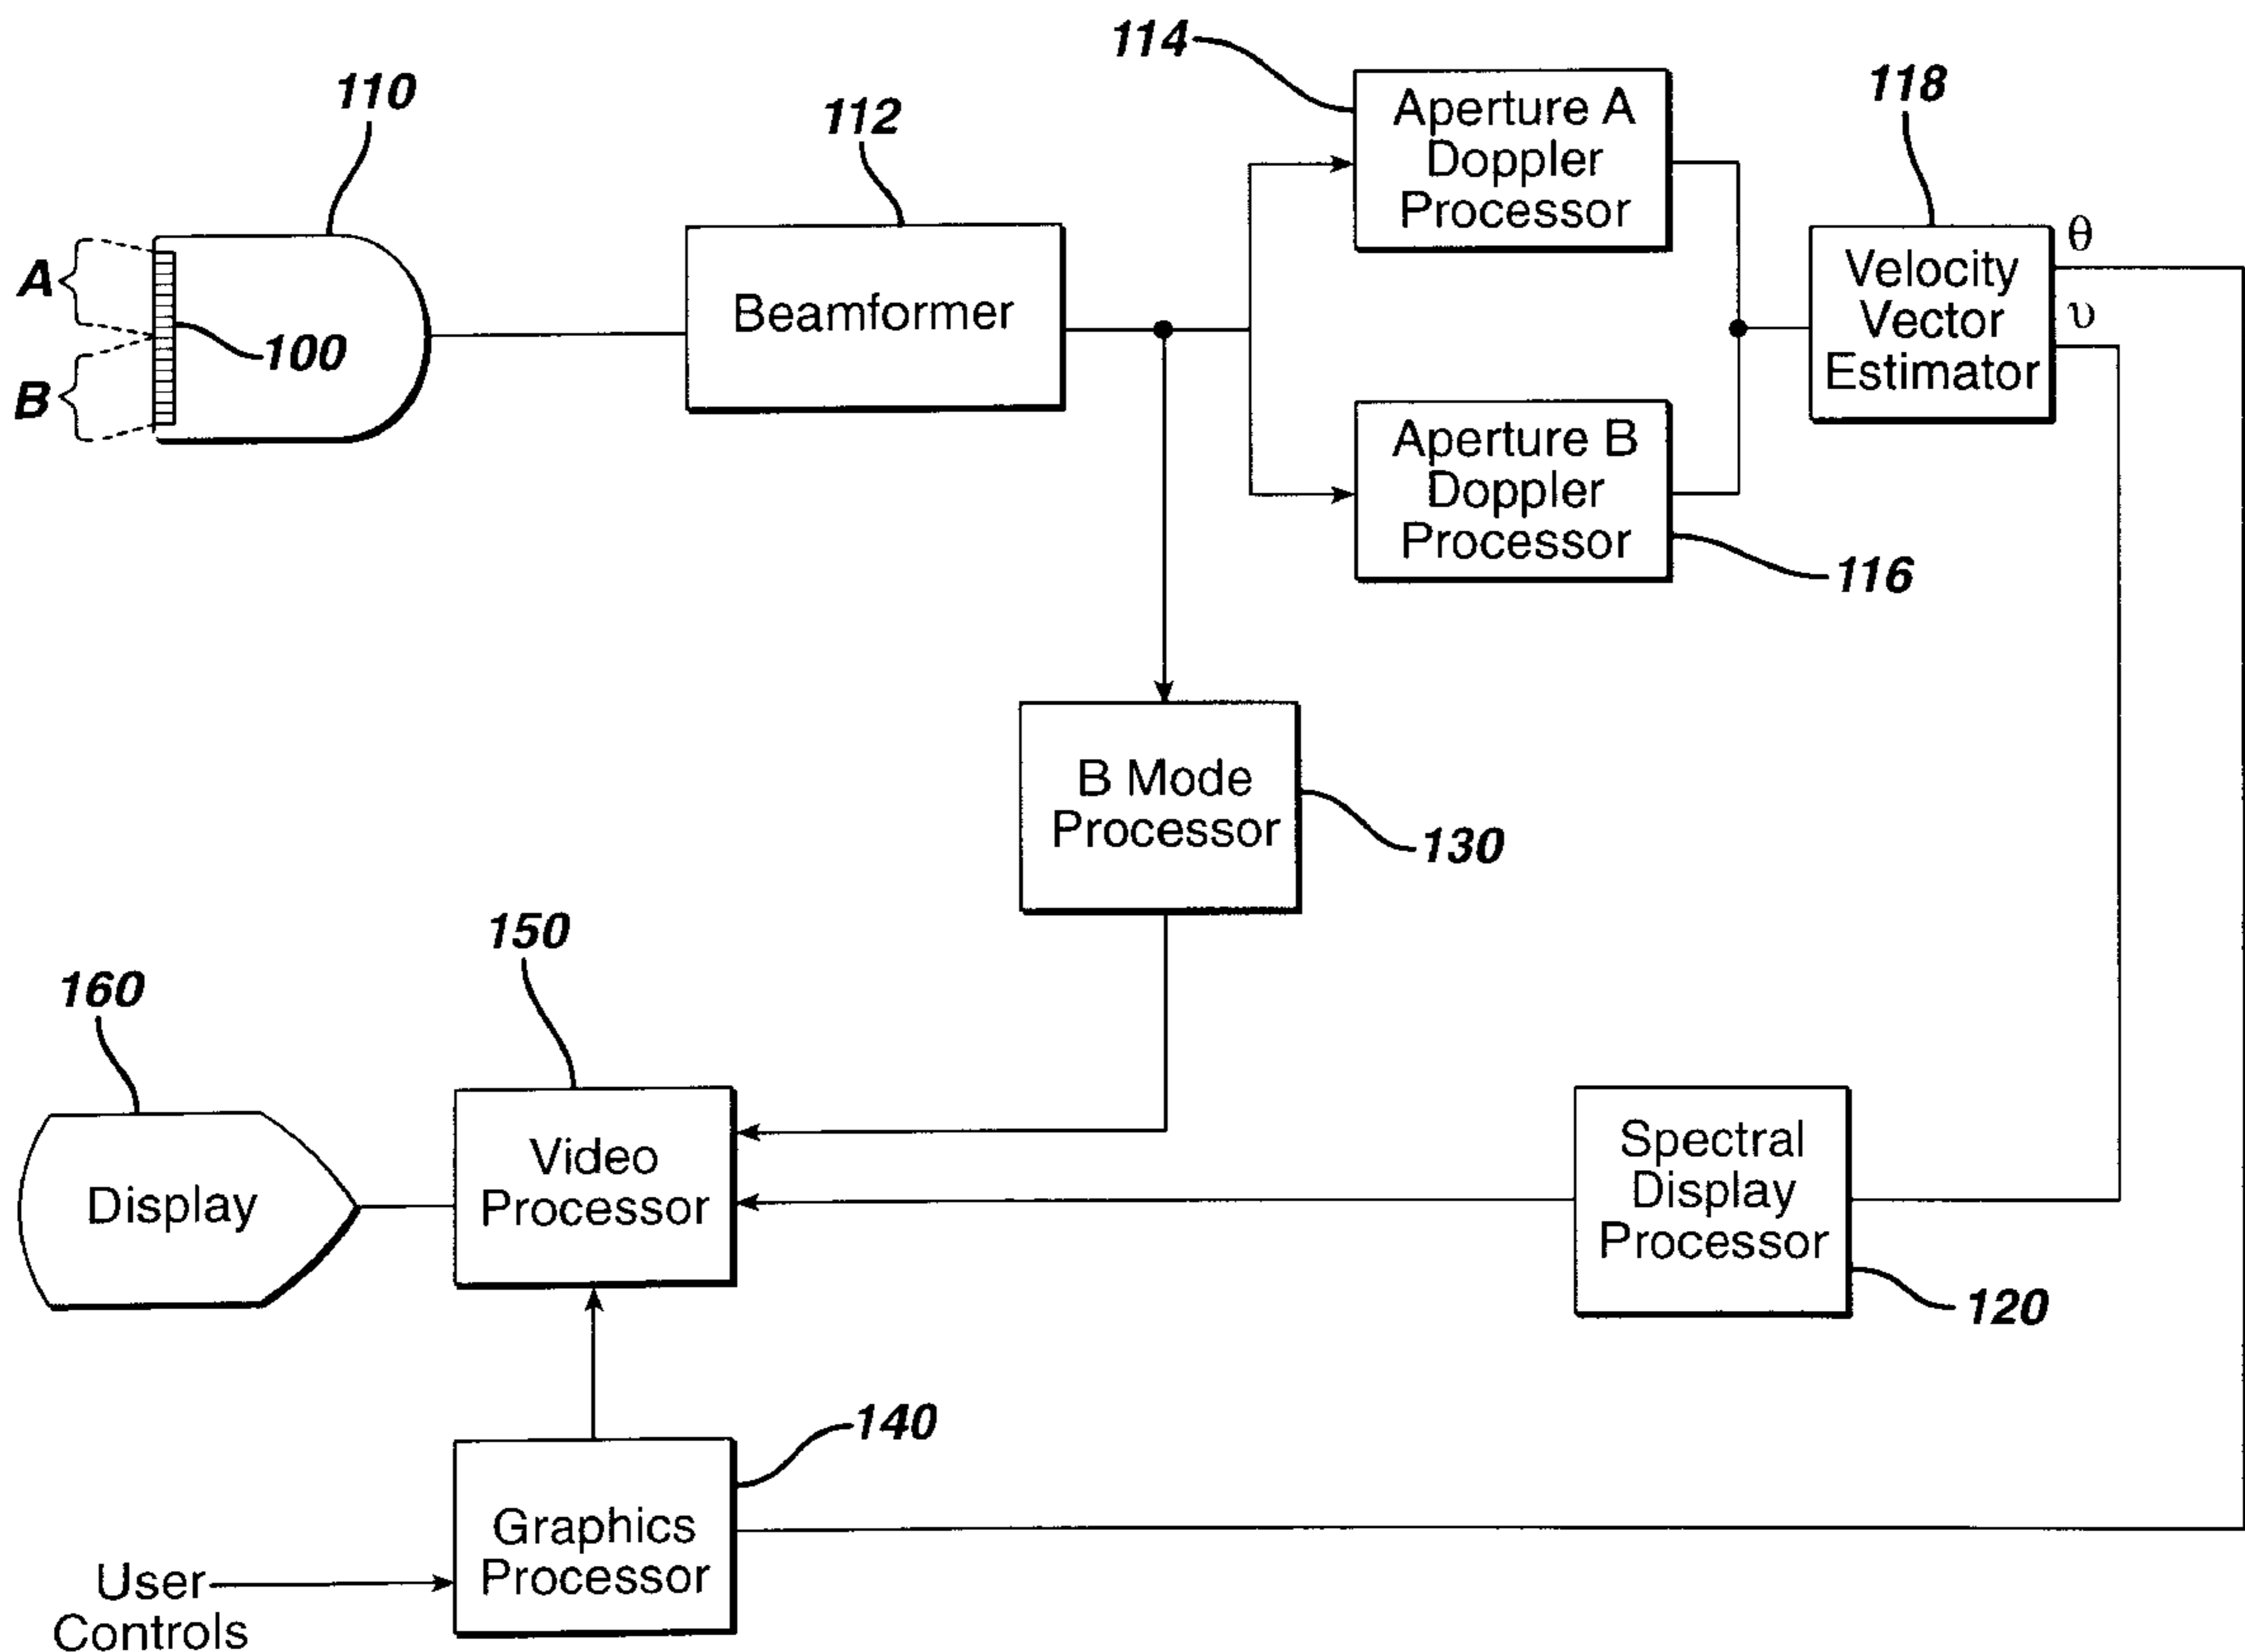 114
Aperture A
Doppler
Processor
118
110
112
θ
Velocity
Vector
Estimator
υ
A
100
B
Beamformer
Aperture B
Doppler
Processor
116
B Mode
Processor
130
150
160
Display
Video
Processor
Spectral
Display
Processor
120
140
Graphics
Processor
User
Controls